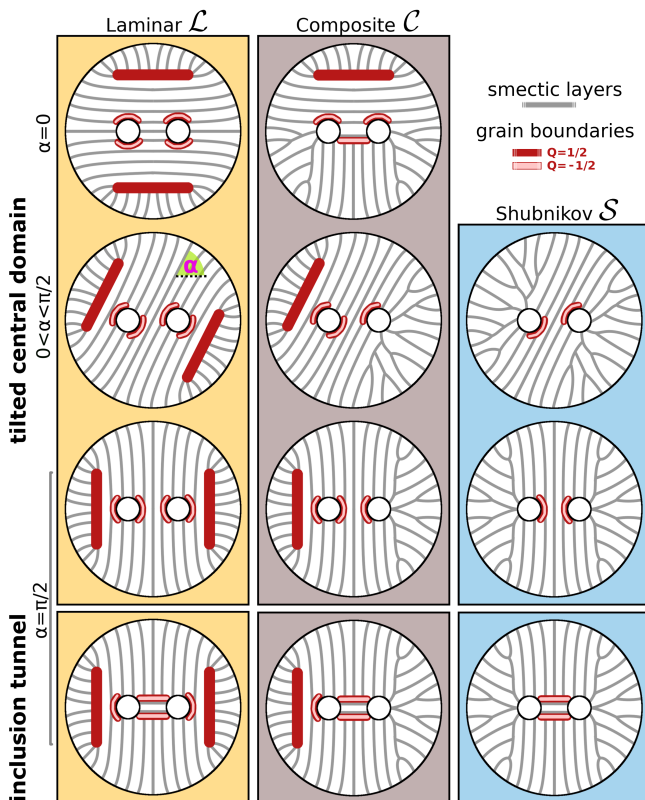 Laminar ℒ
Composite 𝒞
smectic layers
grain boundaries
Q=1/2
Q=-1/2
Shubnikov 𝒮
α=0
tilted central domain
0<α<π/2
α
α=π/2
inclusion tunnel